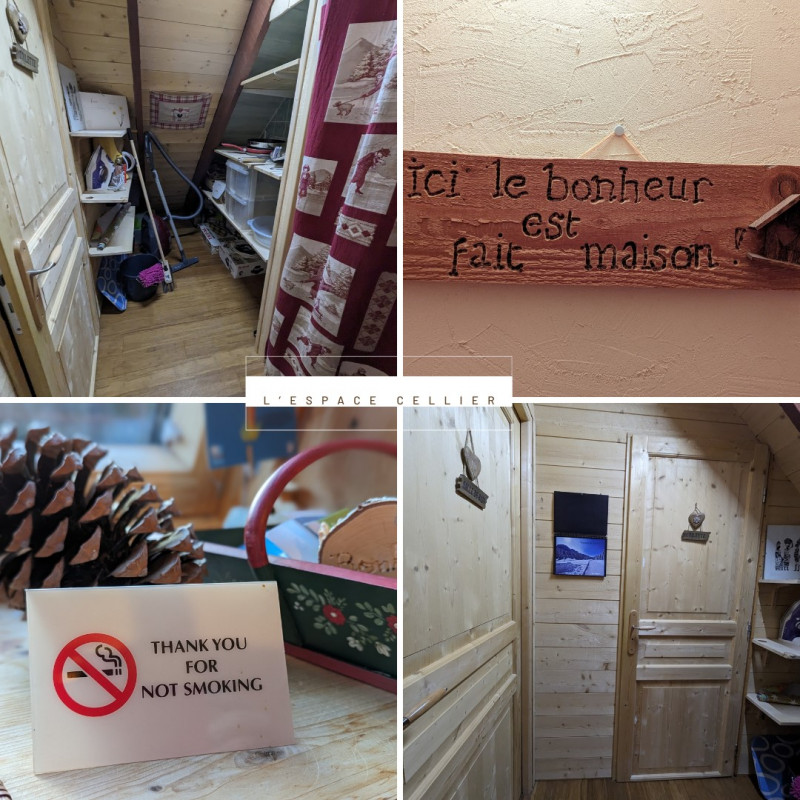 ici le bonheur
est
fait maison !
L'ESPACE CELLIER
THANK YOU
FOR
NOT SMOKING